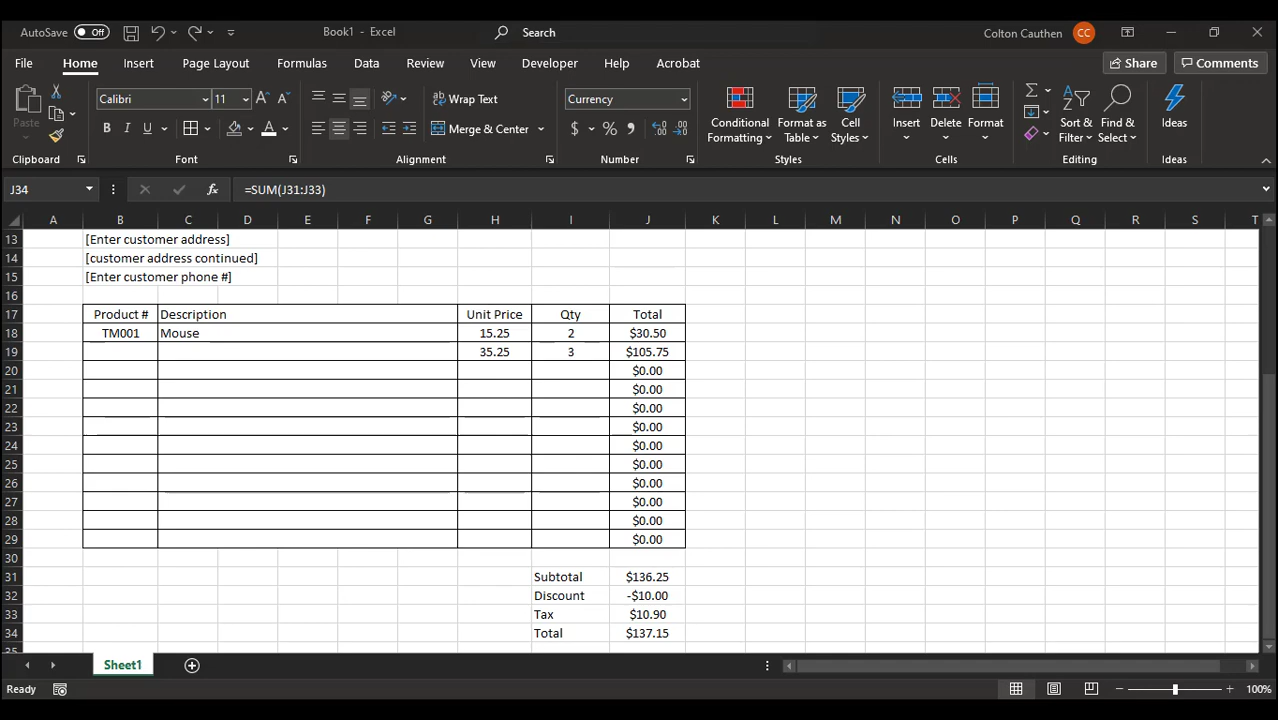 AutoSave Off Book1 - Excel Search Colton Cauthen CC
File Home Insert Page Layout Formulas Data Review View Developer Help Acrobat Share Comments
Calibri 11 Wrap Text Currency
Paste B I U Merge & Center $ % 9 Conditional Formatting Format as Table Cell Styles Insert Delete Format Sort & Filter Find & Select Ideas
Clipboard Font Alignment Number Styles Cells Editing Ideas
J34 fx =SUM(J31:J33)
A B C D E F G H I J K L M N O P Q R S T
13 [Enter customer address]
14 [customer address continued]
15 [Enter customer phone #]
16
17 Product # Description Unit Price Qty Total
18 TM001 Mouse 15.25 2 $30.50
19 35.25 3 $105.75
20 $0.00
21 $0.00
22 $0.00
23 $0.00
24 $0.00
25 $0.00
26 $0.00
27 $0.00
28 $0.00
29 $0.00
30
31 Subtotal $136.25
32 Discount -$10.00
33 Tax $10.90
34 Total $137.15
35
Sheet1
Ready 100%